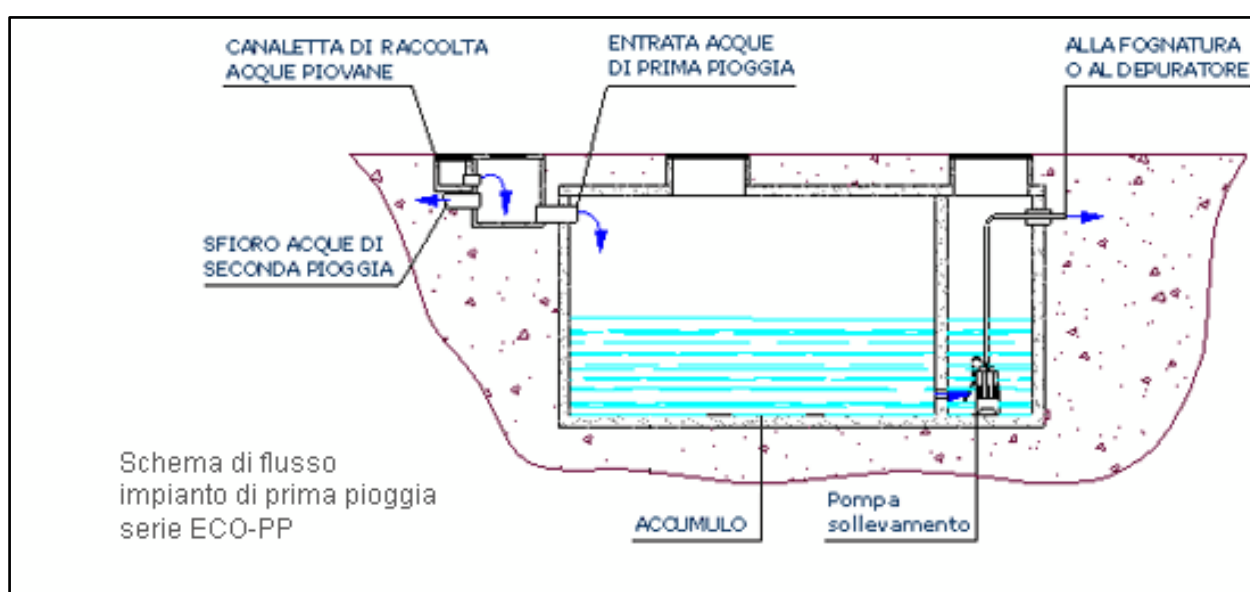 CANALETTA DI RACCOLTA
ACQUE PIOVANE
ENTRATA ACQUE
DI PRIMA PIOGGIA
ALLA FOGNATURA
O AL DEPURATORE
SFIORO ACQUE DI
SECONDA PIOGGIA
Schema di flusso
impianto di prima pioggia
serie ECO-PP
ACCUMULO
Pompa
sollevamento